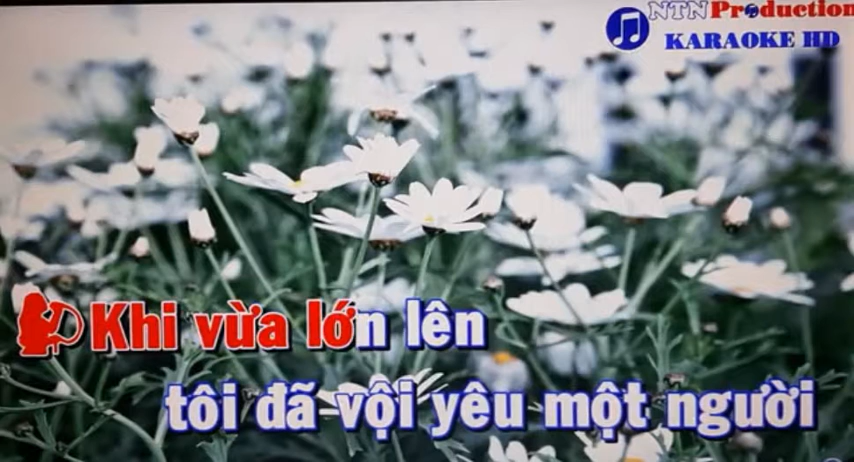 NTN Production
KARAOKE HD
Khi vừa lớn lên
tôi đã vội yêu một người